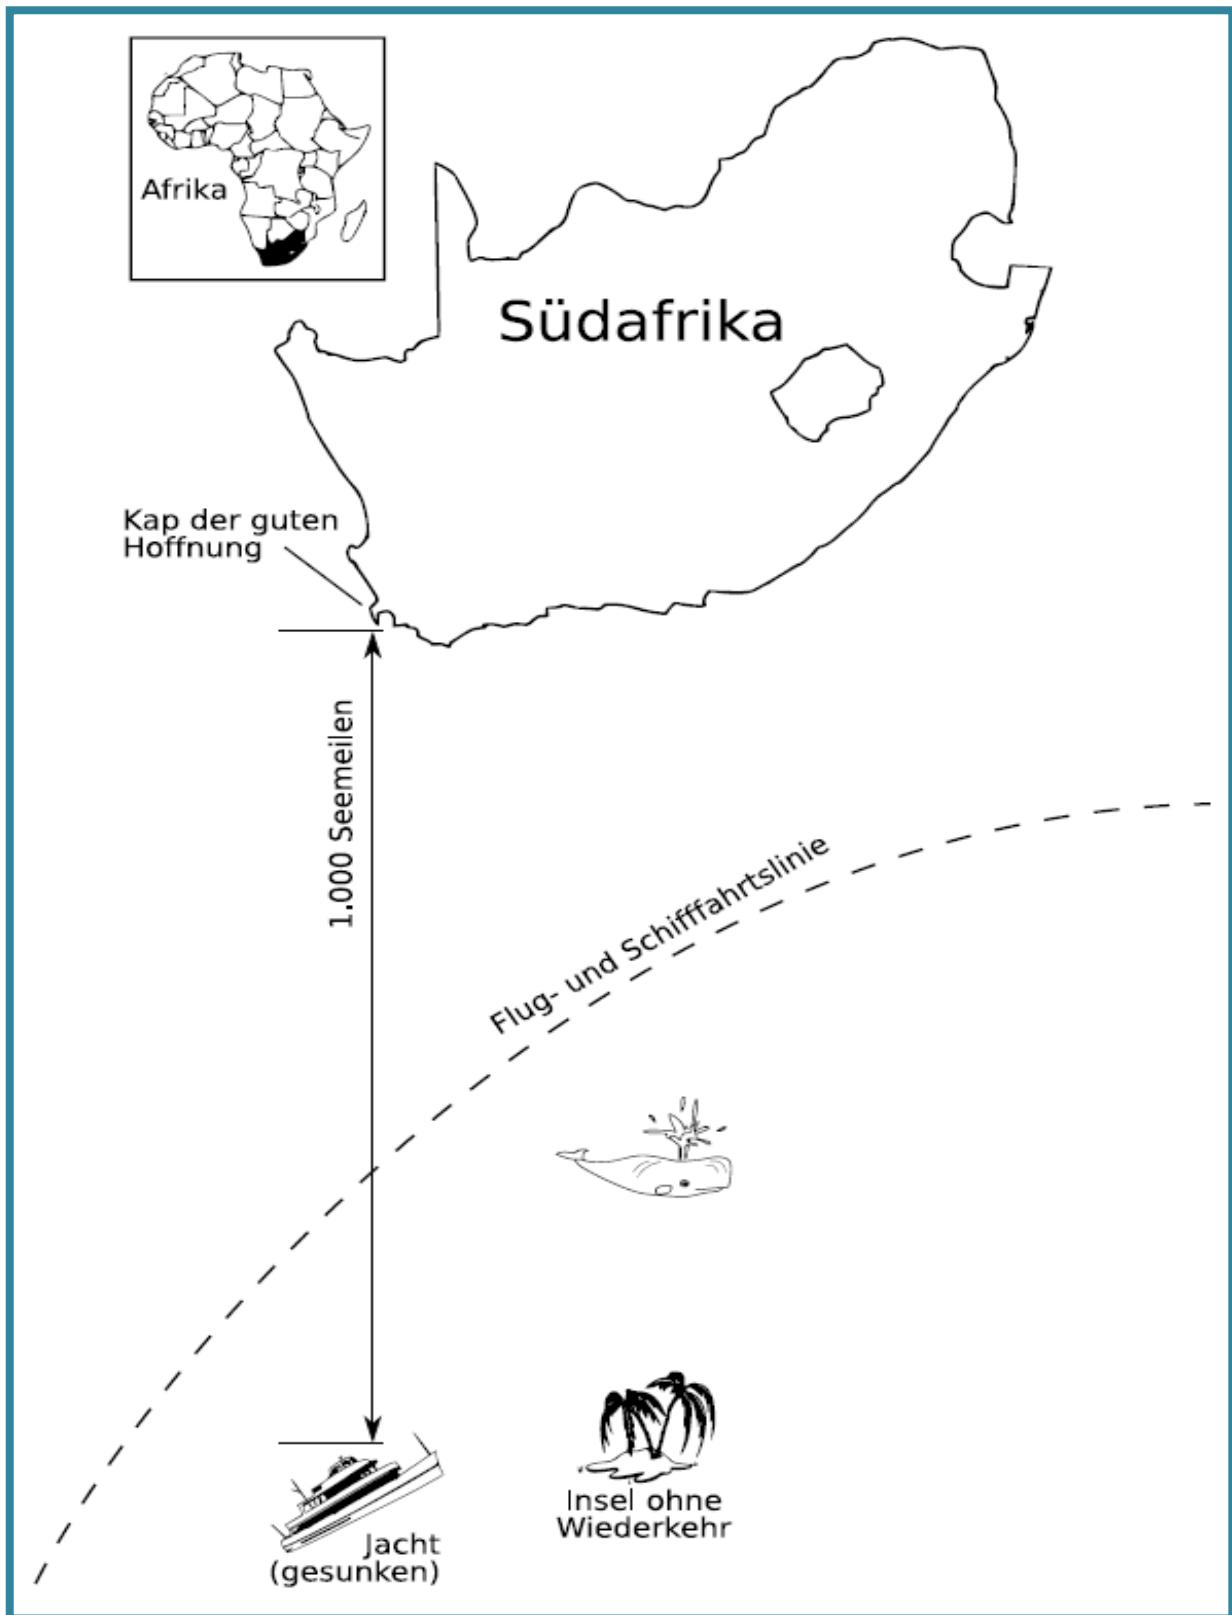 Afrika
Südafrika
Kap der guten
Hoffnung
1.000 Seemeilen
Flug- und Schifffahrtslinie
Insel ohne
Wiederkehr
Jacht
(gesunken)